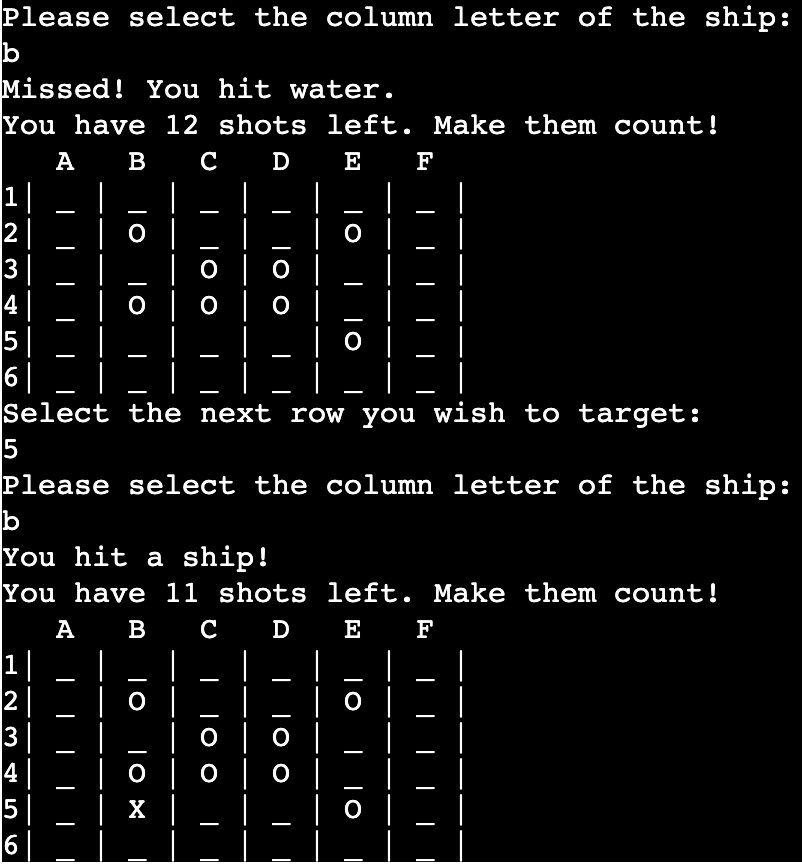 Please select the column letter of the ship:
b
Missed! You hit water.
You have 12 shots left. Make them count!
   A   B   C   D   E   F
1| _ | _ | _ | _ | _ | _ |
2| _ | O | _ | _ | O | _ |
3| _ | _ | O | O | _ | _ |
4| _ | O | O | O | _ | _ |
5| _ | _ | _ | _ | O | _ |
6| _ | _ | _ | _ | _ | _ |
Select the next row you wish to target:
5
Please select the column letter of the ship:
b
You hit a ship!
You have 11 shots left. Make them count!
   A   B   C   D   E   F
1| _ | _ | _ | _ | _ | _ |
2| _ | O | _ | _ | O | _ |
3| _ | _ | O | O | _ | _ |
4| _ | O | O | O | _ | _ |
5| _ | X | _ | _ | O | _ |
6| _ | _ | _ | _ | _ | _ |